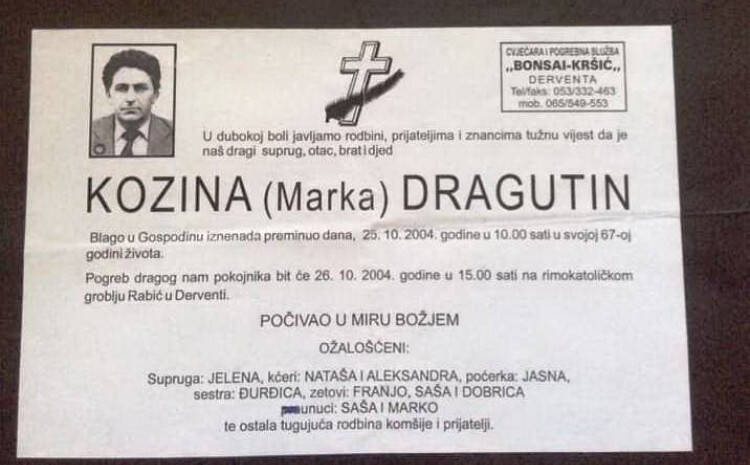 CVJEĆARA I POGREBNA SLUŽBA
„BONSAI-KRŠIĆ„
DERVENTA
Tel/faks: 053/332-463
mob. 065/549-553
U dubokoj boli javljamo rodbini, prijateljima i znancima tužnu vijest da je
naš dragi suprug, otac, brat i djed
KOZINA (Marka) DRAGUTIN
Blago u Gospodinu iznenada preminuo dana, 25. 10. 2004. godine u 10.00 sati u svojoj 67-oj
godini života.
Pogreb dragog nam pokojnika bit će 26. 10. 2004. godine u 15.00 sati na rimokatoličkom
groblju Rabić u Derventi.
POČIVAO U MIRU BOŽJEM
OŽALOŠĆENI:
Supruga: JELENA, kćeri: NATAŠA I ALEKSANDRA, poćerka: JASNA,
sestra: ĐURĐICA, zetovi: FRANJO, SAŠA I DOBRICA
unuci: SAŠA I MARKO
te ostala tugujuća rodbina komšije i prijatelji.